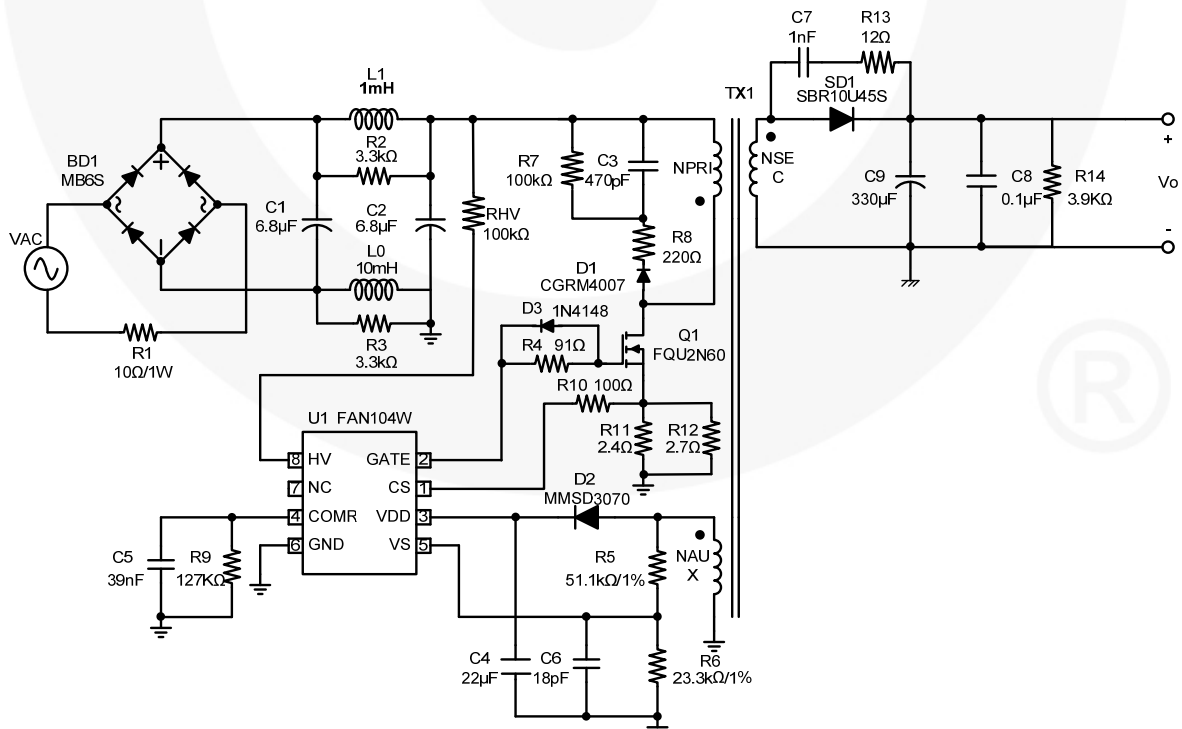 C7
1nF
R13
12Ω
SD1
SBR10U45S
TX1
L1
1mH
R2
3.3kΩ
BD1
MB6S
C1
6.8µF
C2
6.8µF
RHV
100kΩ
R7
100kΩ
C3
470pF
NPRI
NSE
C
C9
330µF
C8
0.1µF
R14
3.9KΩ
+
Vo
-
VAC
L0
10mH
R8
220Ω
D1
CGRM4007
D3
1N4148
R4
91Ω
Q1
FQU2N60
R1
10Ω/1W
R3
3.3kΩ
R10 100Ω
R11
2.4Ω
R12
2.7Ω
U1 FAN104W
8 HV
GATE 2
7 NC
CS 1
4 COMR
VDD 3
6 GND
VS 5
D2
MMSD3070
R5
51.1kΩ/1%
NAU
X
C5
39nF
R9
127KΩ
C4
22µF
C6
18pF
R6
23.3kΩ/1%
®